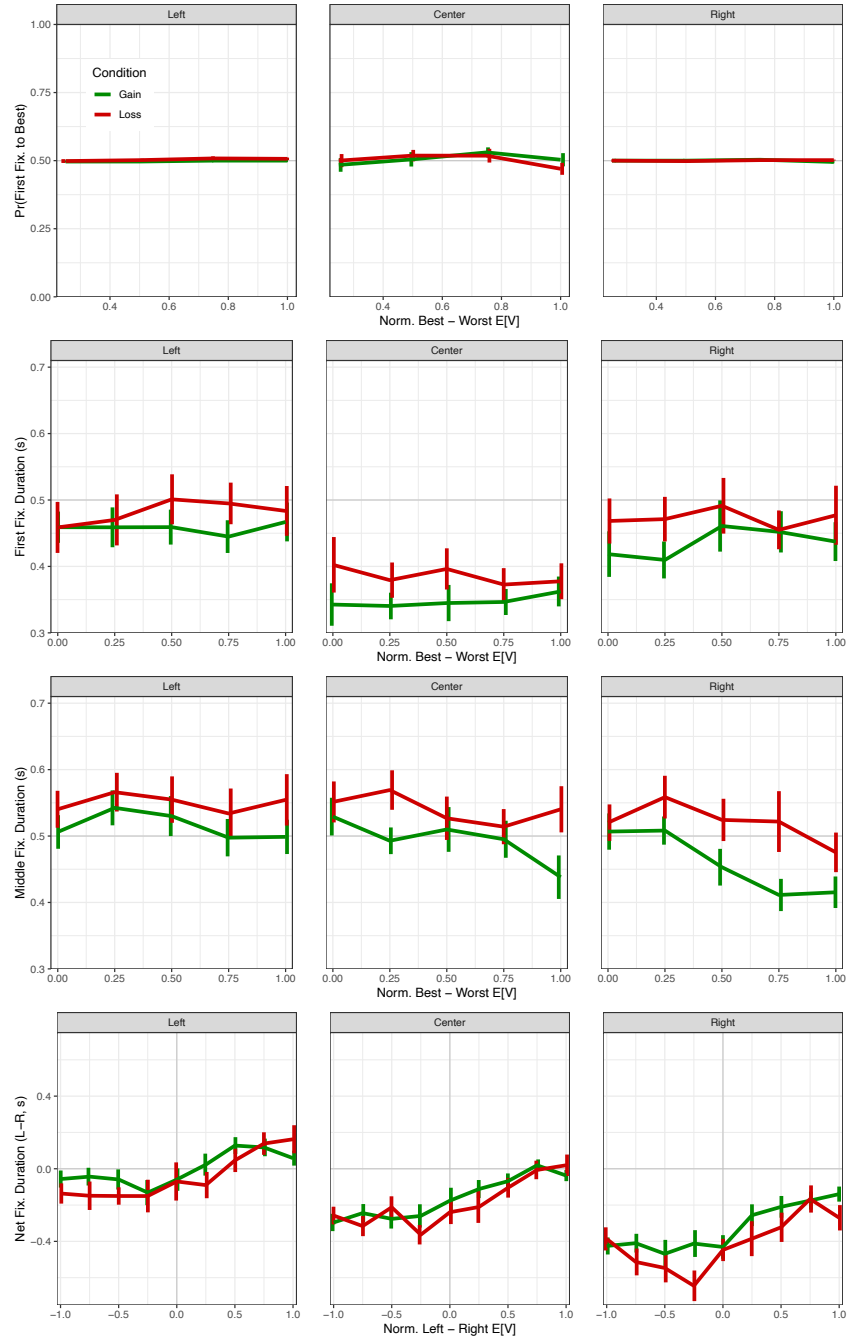 Left Center Right
1.00
0.75
0.50
0.25
0.00
Pr(First Fix. to Best)
Condition
Gain
Loss
0.4 0.6 0.8 1.0 0.4 0.6 0.8 1.0 0.4 0.6 0.8 1.0
Norm. Best − Worst E[V]
Left Center Right
0.7
0.6
0.5
0.4
0.3
First Fix. Duration (s)
0.00 0.25 0.50 0.75 1.00 0.00 0.25 0.50 0.75 1.00 0.00 0.25 0.50 0.75 1.00
Norm. Best − Worst E[V]
Left Center Right
0.7
0.6
0.5
0.4
0.3
Middle Fix. Duration (s)
0.00 0.25 0.50 0.75 1.00 0.00 0.25 0.50 0.75 1.00 0.00 0.25 0.50 0.75 1.00
Norm. Best − Worst E[V]
Left Center Right
0.4
0.0
−0.4
Net Fix. Duration (L−R, s)
−1.0 −0.5 0.0 0.5 1.0 −1.0 −0.5 0.0 0.5 1.0 −1.0 −0.5 0.0 0.5 1.0
Norm. Left − Right E[V]